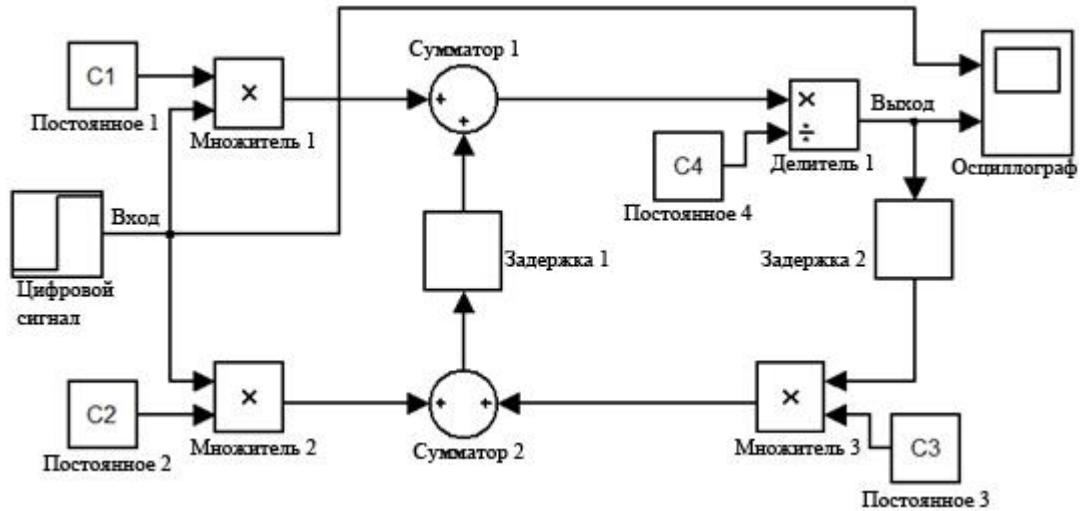 Сумматор 1
C1
Постоянное 1
×
Множитель 1
+
+
×
÷
Делитель 1
Выход
Осциллограф
C4
Постоянное 4
Вход
Цифровой
сигнал
Задержка 1
Задержка 2
C2
Постоянное 2
×
Множитель 2
+
+
Сумматор 2
×
Множитель 3
C3
Постоянное 3